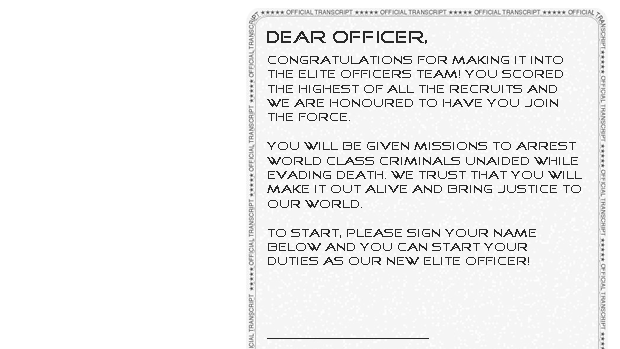 ★★★★★ OFFICIAL TRANSCRIPT ★★★★★ OFFICIAL TRANSCRIPT ★★★★★ OFFICIAL TRANSCRIPT ★★★★★ OFFICIAL
DEAR OFFICER,
CONGRATULATIONS FOR MAKING IT INTO
THE ELITE OFFICERS TEAM! YOU SCORED
THE HIGHEST OF ALL THE RECRUITS AND
WE ARE HONOURED TO HAVE YOU JOIN
THE FORCE.
YOU WILL BE GIVEN MISSIONS TO ARREST
WORLD CLASS CRIMINALS UNAIDED WHILE
EVADING DEATH. WE TRUST THAT YOU WILL
MAKE IT OUT ALIVE AND BRING JUSTICE TO
OUR WORLD.
TO START, PLEASE SIGN YOUR NAME
BELOW AND YOU CAN START YOUR
DUTIES AS OUR NEW ELITE OFFICER!
OFFICIAL TRANSCRIPT ★★★★★ OFFICIAL TRANSCRIPT ★★★★★ OFFICIAL TRANSCRIPT ★★★★★ OFFICIAL TRANSCRIPT
TRANSCRIPT ★★★★★ OFFICIAL TRANSCRIPT ★★★★★ OFFICIAL TRANSCRIPT ★★★★★ OFFICIAL TRANSCRIPT